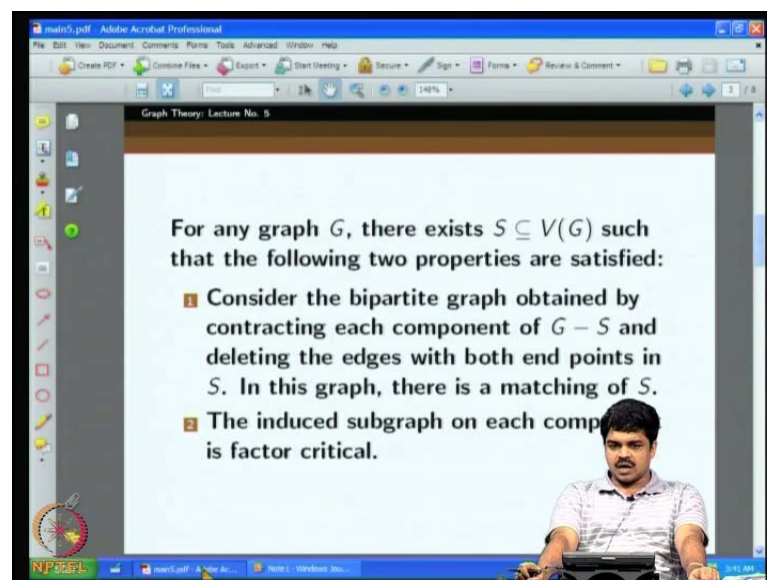 main5.pdf - Adobe Acrobat Professional
File Edit View Document Comments Forms Tools Advanced Window Help
Create PDF Combine Files Export Start Meeting Secure Sign Forms Review & Comment
Find 148% 3 / 8
Graph Theory: Lecture No. 5
For any graph G, there exists S ⊆ V(G) such
that the following two properties are satisfied:
1 Consider the bipartite graph obtained by
contracting each component of G − S and
deleting the edges with both end points in
S. In this graph, there is a matching of S.
2 The induced subgraph on each comp
is factor critical.
NPTEL main5.pdf - Adobe Ac... Note1 - Windows Jou... 3:41 AM